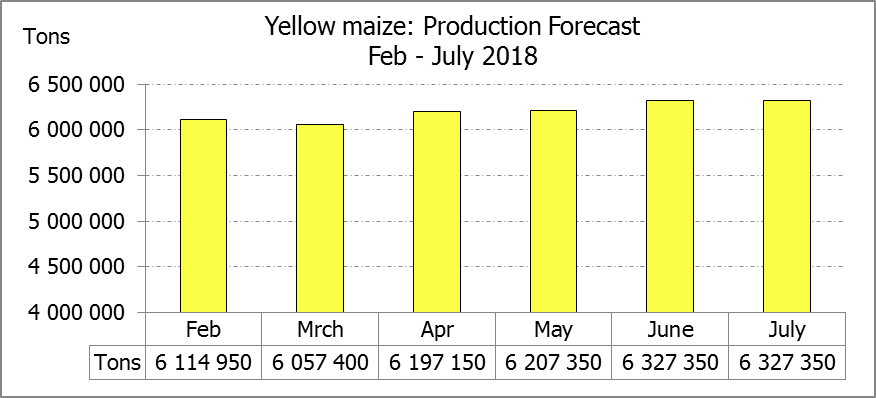 Yellow maize: Production Forecast
Feb - July 2018
Tons
6 500 000
6 000 000
5 500 000
5 000 000
4 500 000
4 000 000
Feb Mrch Apr May June July
Tons 6 114 950 6 057 400 6 197 150 6 207 350 6 327 350 6 327 350